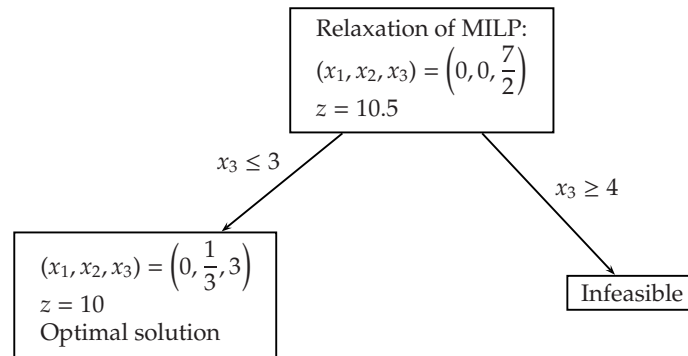 Relaxation of MILP:
(x₁, x₂, x₃) = (0, 0, 7/2)
z = 10.5
x₃ ≤ 3
x₃ ≥ 4
(x₁, x₂, x₃) = (0, 1/3, 3)
z = 10
Optimal solution
Infeasible